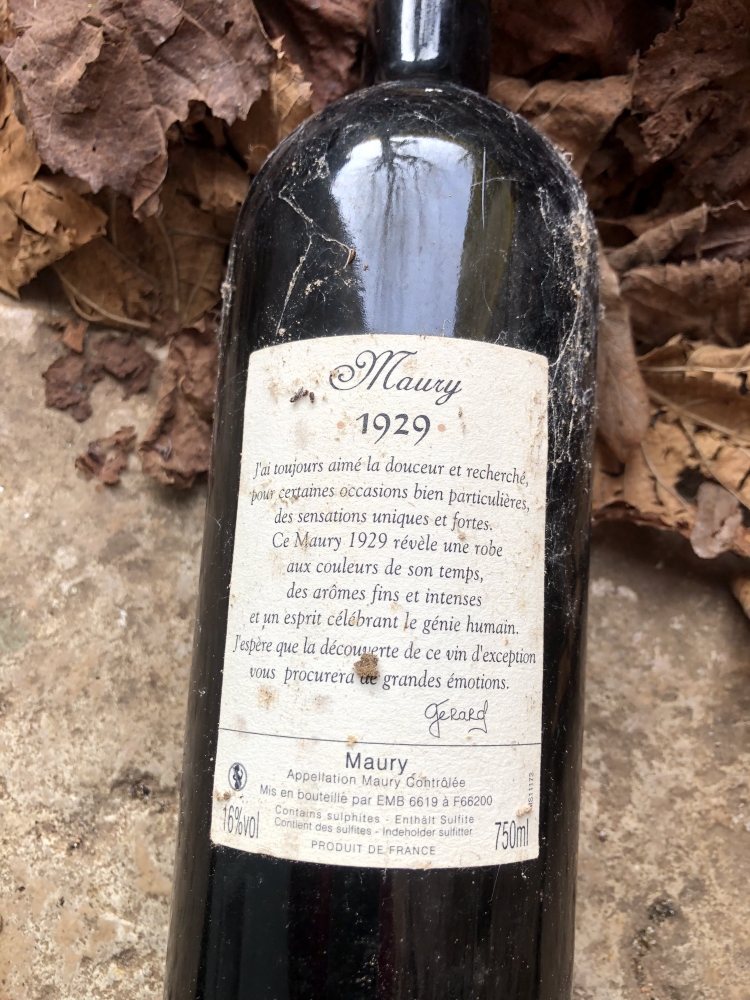 Maury
1929
J'ai toujours aimé la douceur et recherché,
pour certaines occasions bien particulières,
des sensations uniques et fortes.
Ce Maury 1929 révèle une robe
aux couleurs de son temps,
des arômes fins et intenses
et un esprit célébrant le génie humain.
J'espère que la découverte de ce vin d'exception
vous procurera de grandes émotions.
Gérard
Maury
Appellation Maury Contrôlée
Mis en bouteille par EMB 6619 à F66200
Contains sulphites - Enthält Sulfite
Contient des sulfites - Indeholder sulfitter
16%vol
750ml
PRODUIT DE FRANCE